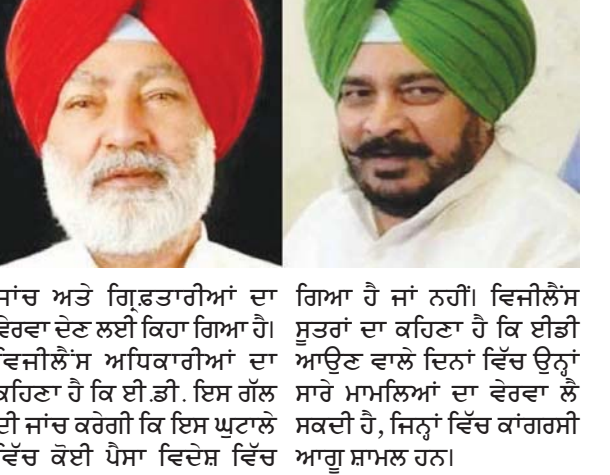 ਜਾਂਚ ਅਤੇ ਗ੍ਰਿਫ਼ਤਾਰੀਆਂ ਦਾ
ਵੇਰਵਾ ਦੇਣ ਲਈ ਕਿਹਾ ਗਿਆ ਹੈ।
ਵਿਜੀਲੈਂਸ ਅਧਿਕਾਰੀਆਂ ਦਾ
ਕਹਿਣਾ ਹੈ ਕਿ ਈ.ਡੀ. ਇਸ ਗੱਲ
ਦੀ ਜਾਂਚ ਕਰੇਗੀ ਕਿ ਇਸ ਘੁਟਾਲੇ
ਵਿੱਚ ਕੋਈ ਪੈਸਾ ਵਿਦੇਸ਼ ਵਿੱਚ
ਗਿਆ ਹੈ ਜਾਂ ਨਹੀਂ। ਵਿਜੀਲੈਂਸ
ਸੂਤਰਾਂ ਦਾ ਕਹਿਣਾ ਹੈ ਕਿ ਈਡੀ
ਆਉਣ ਵਾਲੇ ਦਿਨਾਂ ਵਿੱਚ ਉਨ੍ਹਾਂ
ਸਾਰੇ ਮਾਮਲਿਆਂ ਦਾ ਵੇਰਵਾ ਲੈ
ਸਕਦੀ ਹੈ, ਜਿਨ੍ਹਾਂ ਵਿੱਚ ਕਾਂਗਰਸੀ
ਆਗੂ ਸ਼ਾਮਲ ਹਨ।